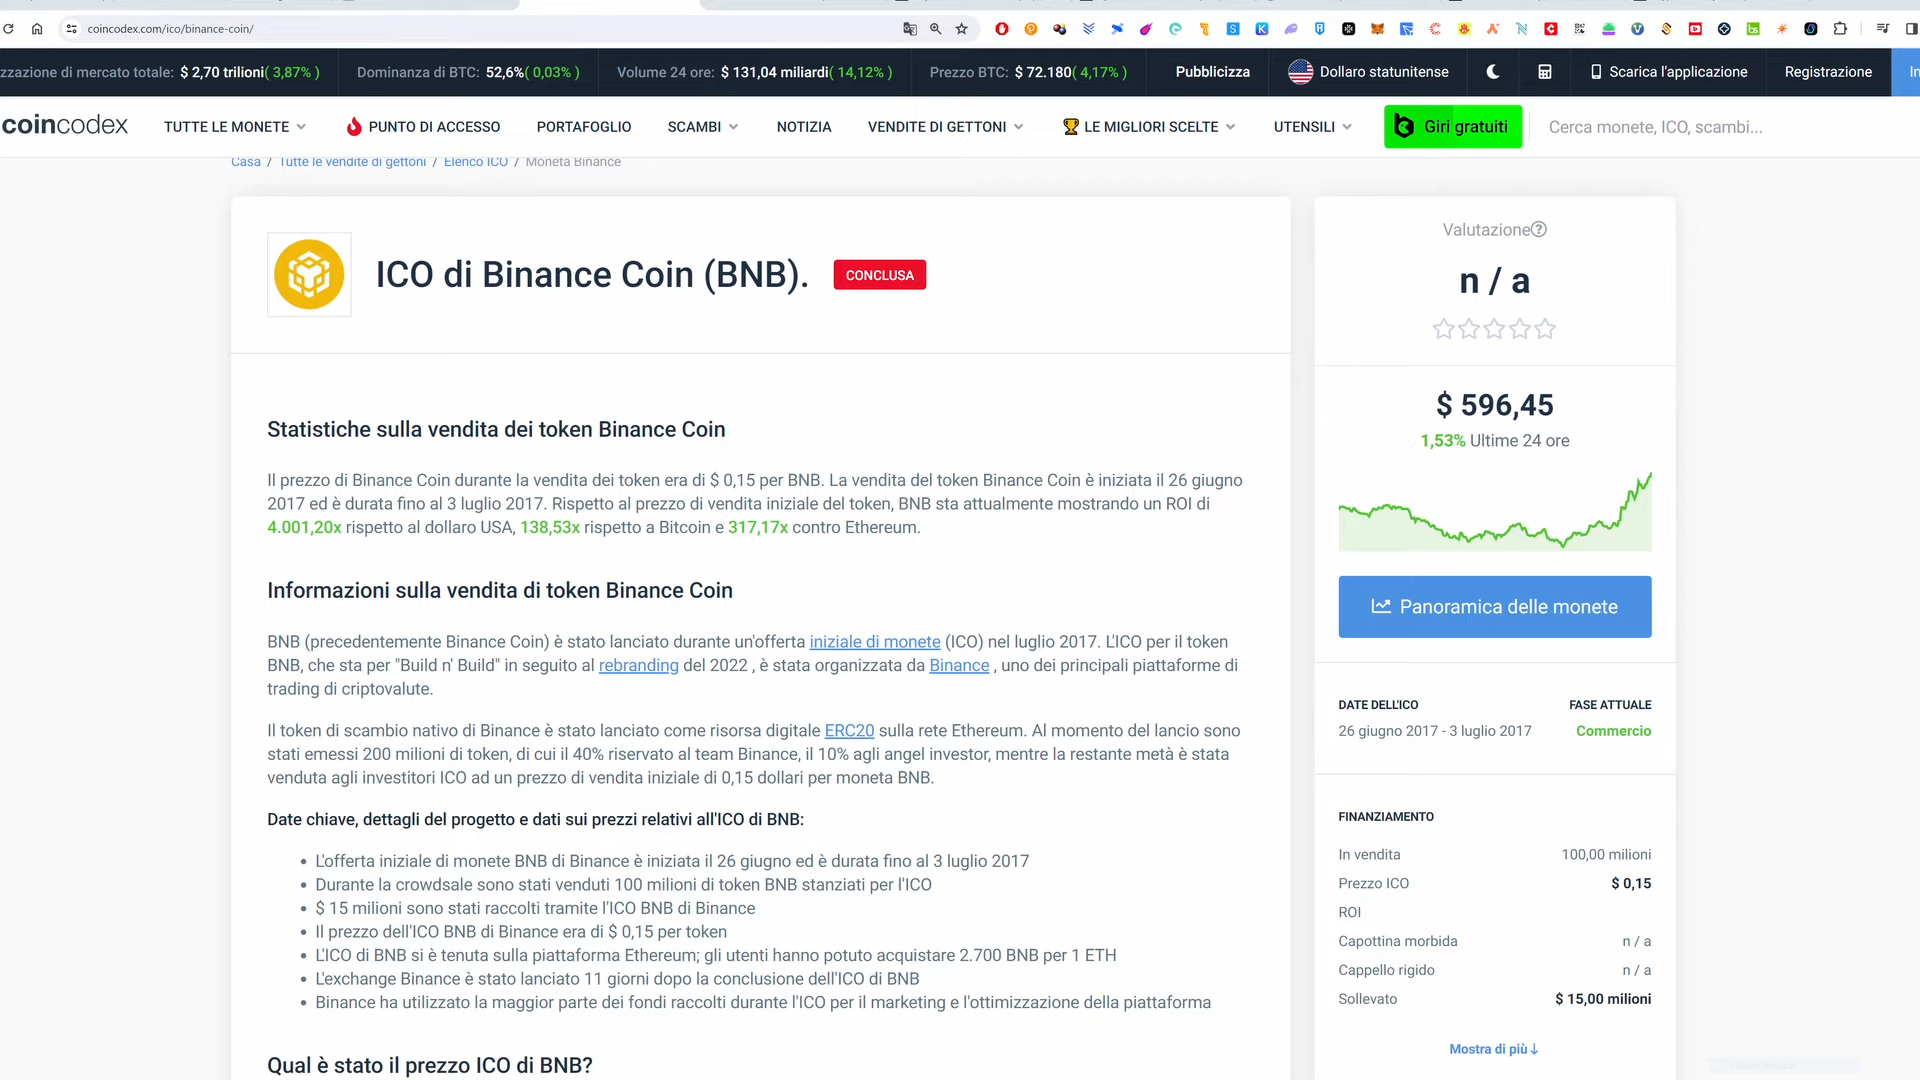 coincodex.com/ico/binance-coin/
zzazione di mercato totale: $ 2,70 trilioni( 3,87% )
Dominanza di BTC: 52,6%( 0,03% )
Volume 24 ore: $ 131,04 miliardi( 14,12% )
Prezzo BTC: $ 72.180( 4,17% )
Pubblicizza
Dollaro statunitense
Scarica l'applicazione
Registrazione
In
coincodex
TUTTE LE MONETE
PUNTO DI ACCESSO
PORTAFOGLIO
SCAMBI
NOTIZIA
VENDITE DI GETTONI
LE MIGLIORI SCELTE
UTENSILI
Giri gratuiti
Cerca monete, ICO, scambi...
Casa / Tutte le vendite di gettoni / Elenco ICO / Moneta Binance
ICO di Binance Coin (BNB).
CONCLUSA
Statistiche sulla vendita dei token Binance Coin
Il prezzo di Binance Coin durante la vendita dei token era di $ 0,15 per BNB. La vendita del token Binance Coin è iniziata il 26 giugno
2017 ed è durata fino al 3 luglio 2017. Rispetto al prezzo di vendita iniziale del token, BNB sta attualmente mostrando un ROI di
4.001,20x rispetto al dollaro USA, 138,53x rispetto a Bitcoin e 317,17x contro Ethereum.
Informazioni sulla vendita di token Binance Coin
BNB (precedentemente Binance Coin) è stato lanciato durante un'offerta iniziale di monete (ICO) nel luglio 2017. L'ICO per il token
BNB, che sta per "Build n' Build" in seguito al rebranding del 2022 , è stata organizzata da Binance , uno dei principali piattaforme di
trading di criptovalute.
Il token di scambio nativo di Binance è stato lanciato come risorsa digitale ERC20 sulla rete Ethereum. Al momento del lancio sono
stati emessi 200 milioni di token, di cui il 40% riservato al team Binance, il 10% agli angel investor, mentre la restante metà è stata
venduta agli investitori ICO ad un prezzo di vendita iniziale di 0,15 dollari per moneta BNB.
Date chiave, dettagli del progetto e dati sui prezzi relativi all'ICO di BNB:
• L'offerta iniziale di monete BNB di Binance è iniziata il 26 giugno ed è durata fino al 3 luglio 2017
• Durante la crowdsale sono stati venduti 100 milioni di token BNB stanziati per l'ICO
• $ 15 milioni sono stati raccolti tramite l'ICO BNB di Binance
• Il prezzo dell'ICO BNB di Binance era di $ 0,15 per token
• L'ICO di BNB si è tenuta sulla piattaforma Ethereum; gli utenti hanno potuto acquistare 2.700 BNB per 1 ETH
• L'exchange Binance è stato lanciato 11 giorni dopo la conclusione dell'ICO di BNB
• Binance ha utilizzato la maggior parte dei fondi raccolti durante l'ICO per il marketing e l'ottimizzazione della piattaforma
Qual è stato il prezzo ICO di BNB?
Valutazione
n / a
$ 596,45
1,53% Ultime 24 ore
Panoramica delle monete
DATE DELL'ICO
FASE ATTUALE
26 giugno 2017 - 3 luglio 2017
Commercio
FINANZIAMENTO
In vendita 100,00 milioni
Prezzo ICO $ 0,15
ROI
Capottina morbida n / a
Cappello rigido n / a
Sollevato $ 15,00 milioni
Mostra di più↓